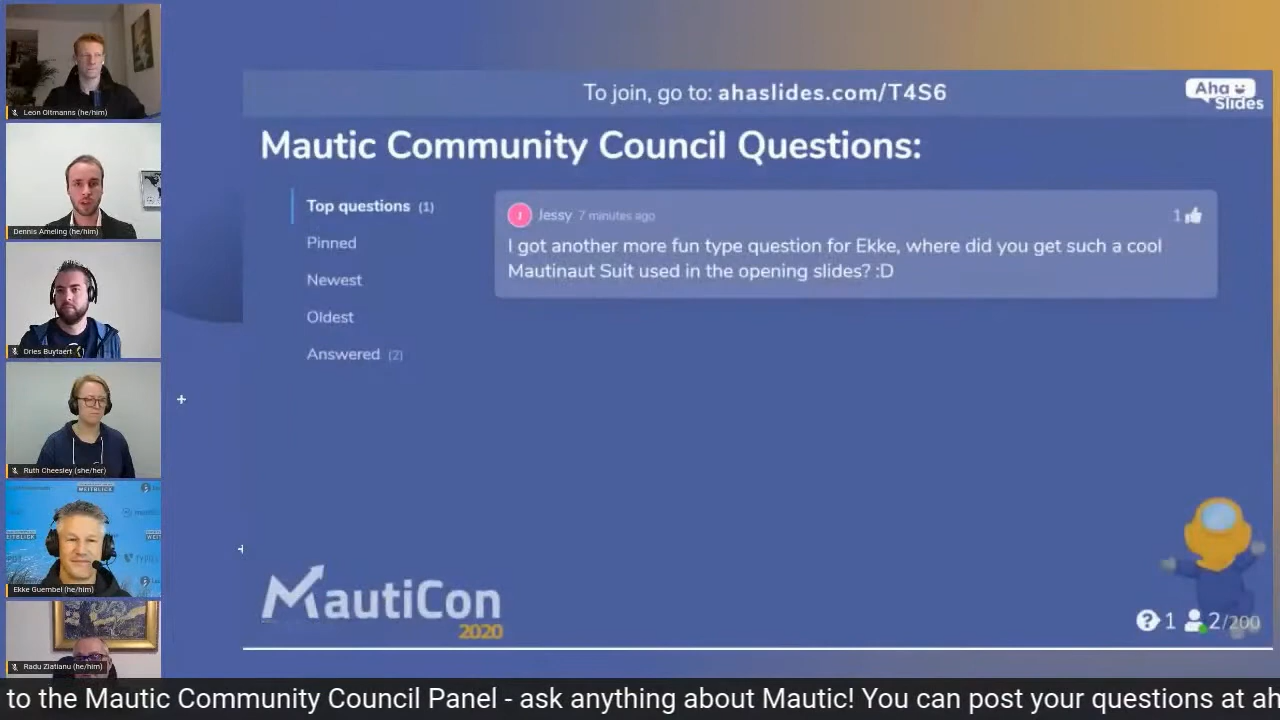 Leon Oltmanns (he/him)
Dennis Ameling (he/him)
Dries Buytaert
Ruth Cheesley (she/her)
WEITBLICK
Ekke Guembel (he/him)
Radu Ziatianu (he/him)
To join, go to: ahaslides.com/T4S6
Aha
Slides
Mautic Community Council Questions:
Top questions (1)
Pinned
Newest
Oldest
Answered (2)
J Jessy 7 minutes ago 1
I got another more fun type question for Ekke, where did you get such a cool
Mautinaut Suit used in the opening slides? :D
MautiCon
2020
1 2/200
to the Mautic Community Council Panel - ask anything about Mautic! You can post your questions at ah